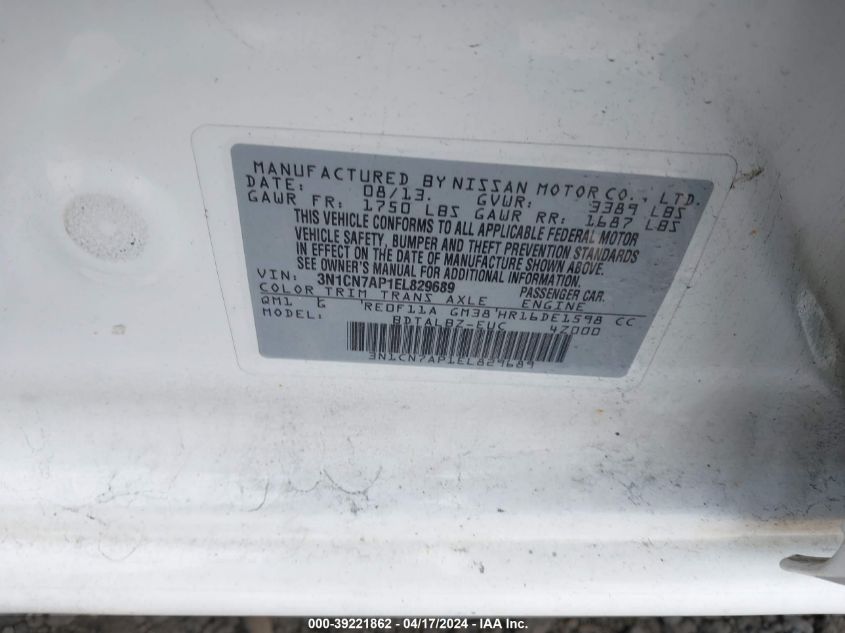 MANUFACTURED BY NISSAN MOTOR CO., LTD.
DATE: 08/13. GVWR: 3389 LBS
GAWR FR: 1750 LBS GAWR RR: 1687 LBS
THIS VEHICLE CONFORMS TO ALL APPLICABLE FEDERAL MOTOR
VEHICLE SAFETY, BUMPER AND THEFT PREVENTION STANDARDS
IN EFFECT ON THE DATE OF MANUFACTURE SHOWN ABOVE.
SEE OWNER'S MANUAL FOR ADDITIONAL INFORMATION.
VIN: 3N1CN7AP1EL829689 PASSENGER CAR.
COLOR TRIM TRANS AXLE ENGINE
QM1 G RE0F11A GM38 HR16DE1598 CC
MODEL: BDTALBZ-EUC 4Z000
3N1CN7AP1EL829689
000-39221862 - 04/17/2024 - IAA Inc.